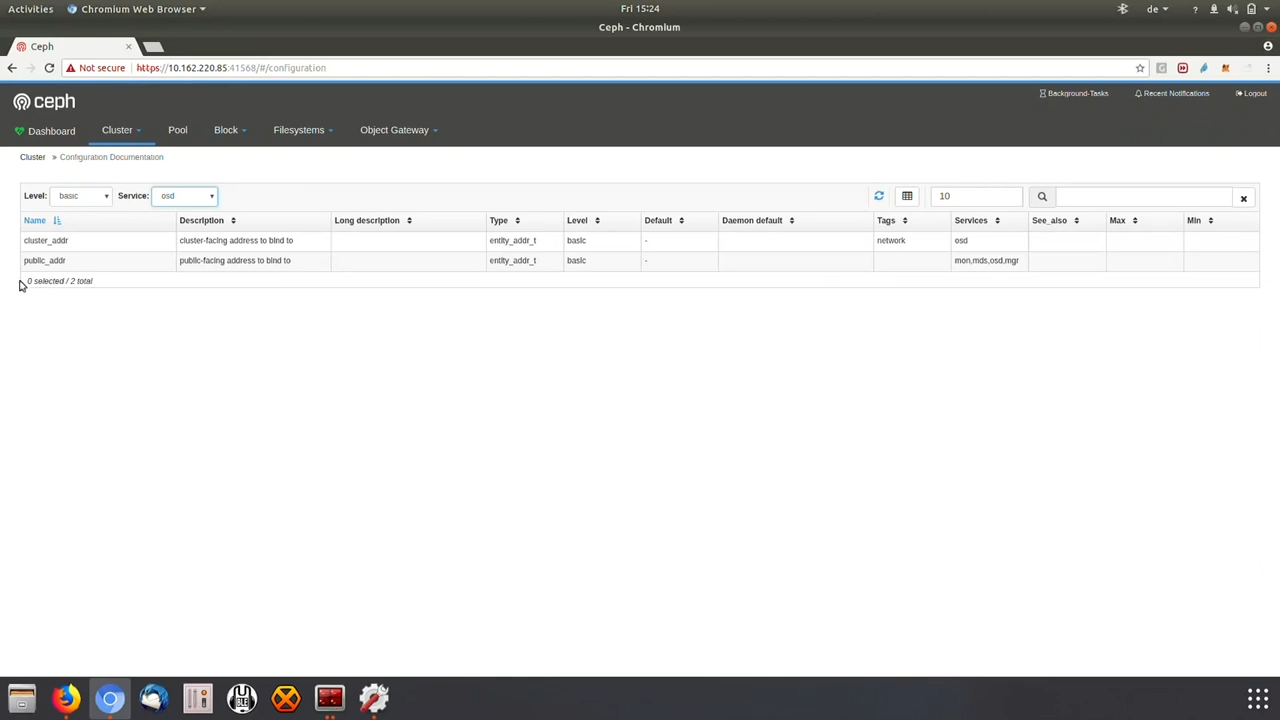 Activities Chromium Web Browser Fri 15:24 de ?
Ceph - Chromium
Ceph
Not secure https://10.162.220.85:41568/#/configuration
ceph Background-Tasks Recent Notifications Logout
Dashboard Cluster Pool Block Filesystems Object Gateway
Cluster » Configuration Documentation
Level: basic Service: osd 10
Name Description Long description Type Level Default Daemon default Tags Services See_also Max Min
cluster_addr cluster-facing address to bind to entity_addr_t basic - network osd
public_addr public-facing address to bind to entity_addr_t basic - mon,mds,osd,mgr
0 selected / 2 total